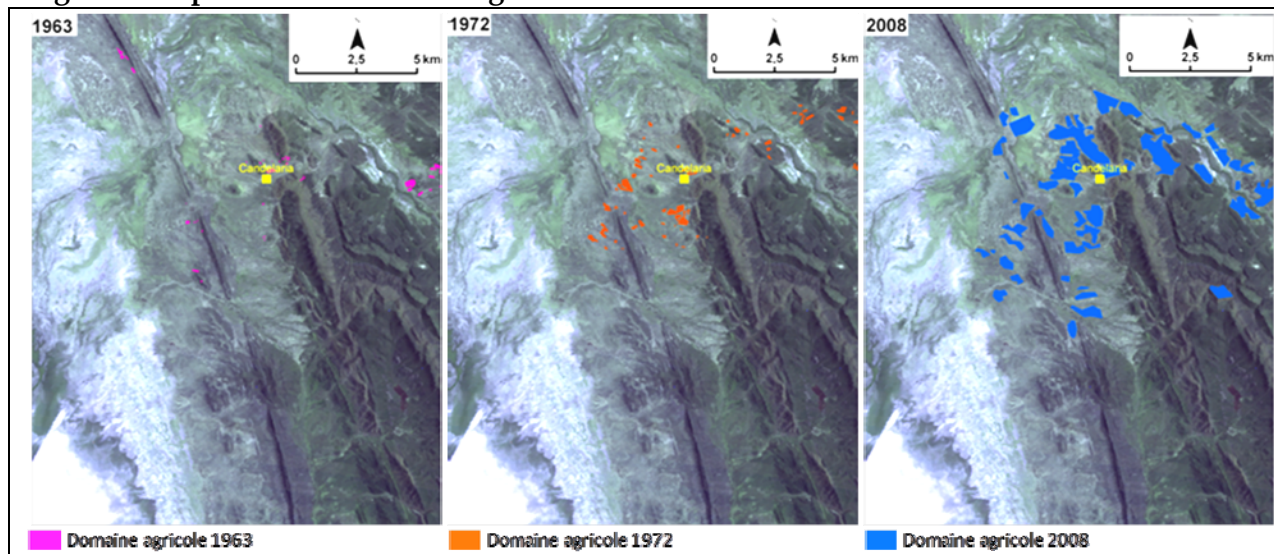 1963
0 2,5 5 km
Candelaria
Domaine agricole 1963
1972
0 2,5 5 km
Candelaria
Domaine agricole 1972
2008
0 2,5 5 km
Candelaria
Domaine agricole 2008